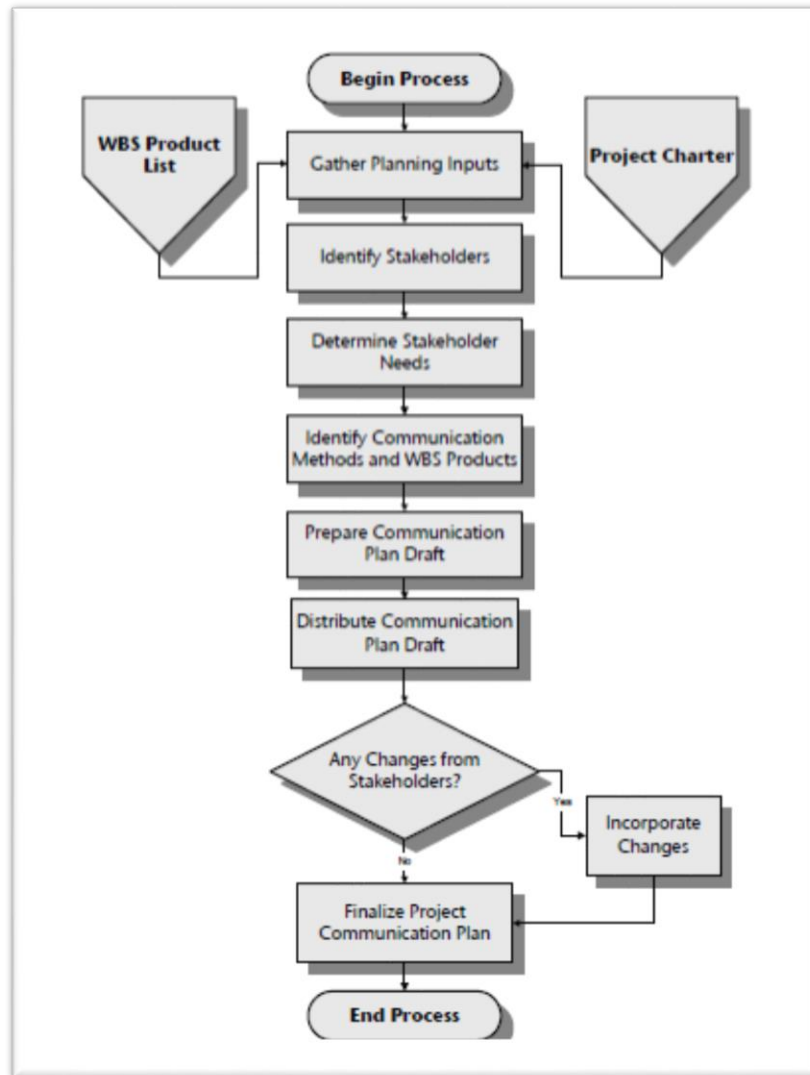 Begin Process
WBS Product
List
Project Charter
Gather Planning Inputs
Identify Stakeholders
Determine Stakeholder
Needs
Identify Communication
Methods and WBS Products
Prepare Communication
Plan Draft
Distribute Communication
Plan Draft
Any Changes from
Stakeholders?
Yes
Incorporate
Changes
No
Finalize Project
Communication Plan
End Process